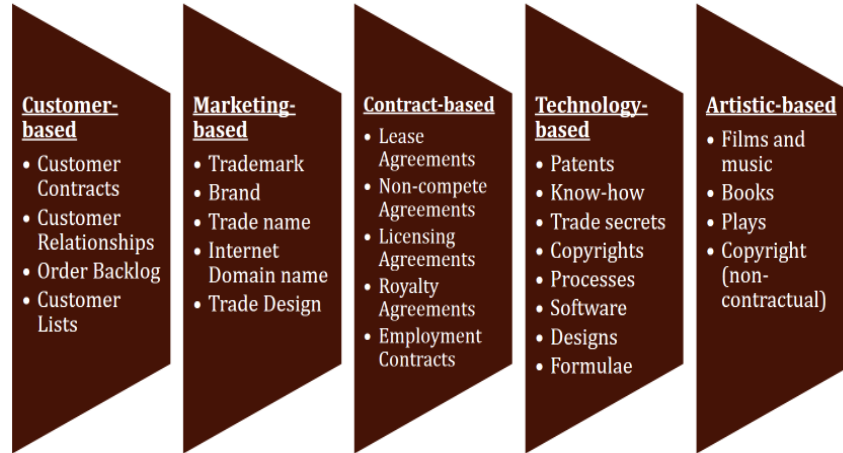 Customer-
based
• Customer
Contracts
• Customer
Relationships
• Order Backlog
• Customer
Lists
Marketing-
based
• Trademark
• Brand
• Trade name
• Internet
Domain name
• Trade Design
Contract-based
• Lease
Agreements
• Non-compete
Agreements
• Licensing
Agreements
• Royalty
Agreements
• Employment
Contracts
Technology-
based
• Patents
• Know-how
• Trade secrets
• Copyrights
• Processes
• Software
• Designs
• Formulae
Artistic-based
• Films and
music
• Books
• Plays
• Copyright
(non-
contractual)